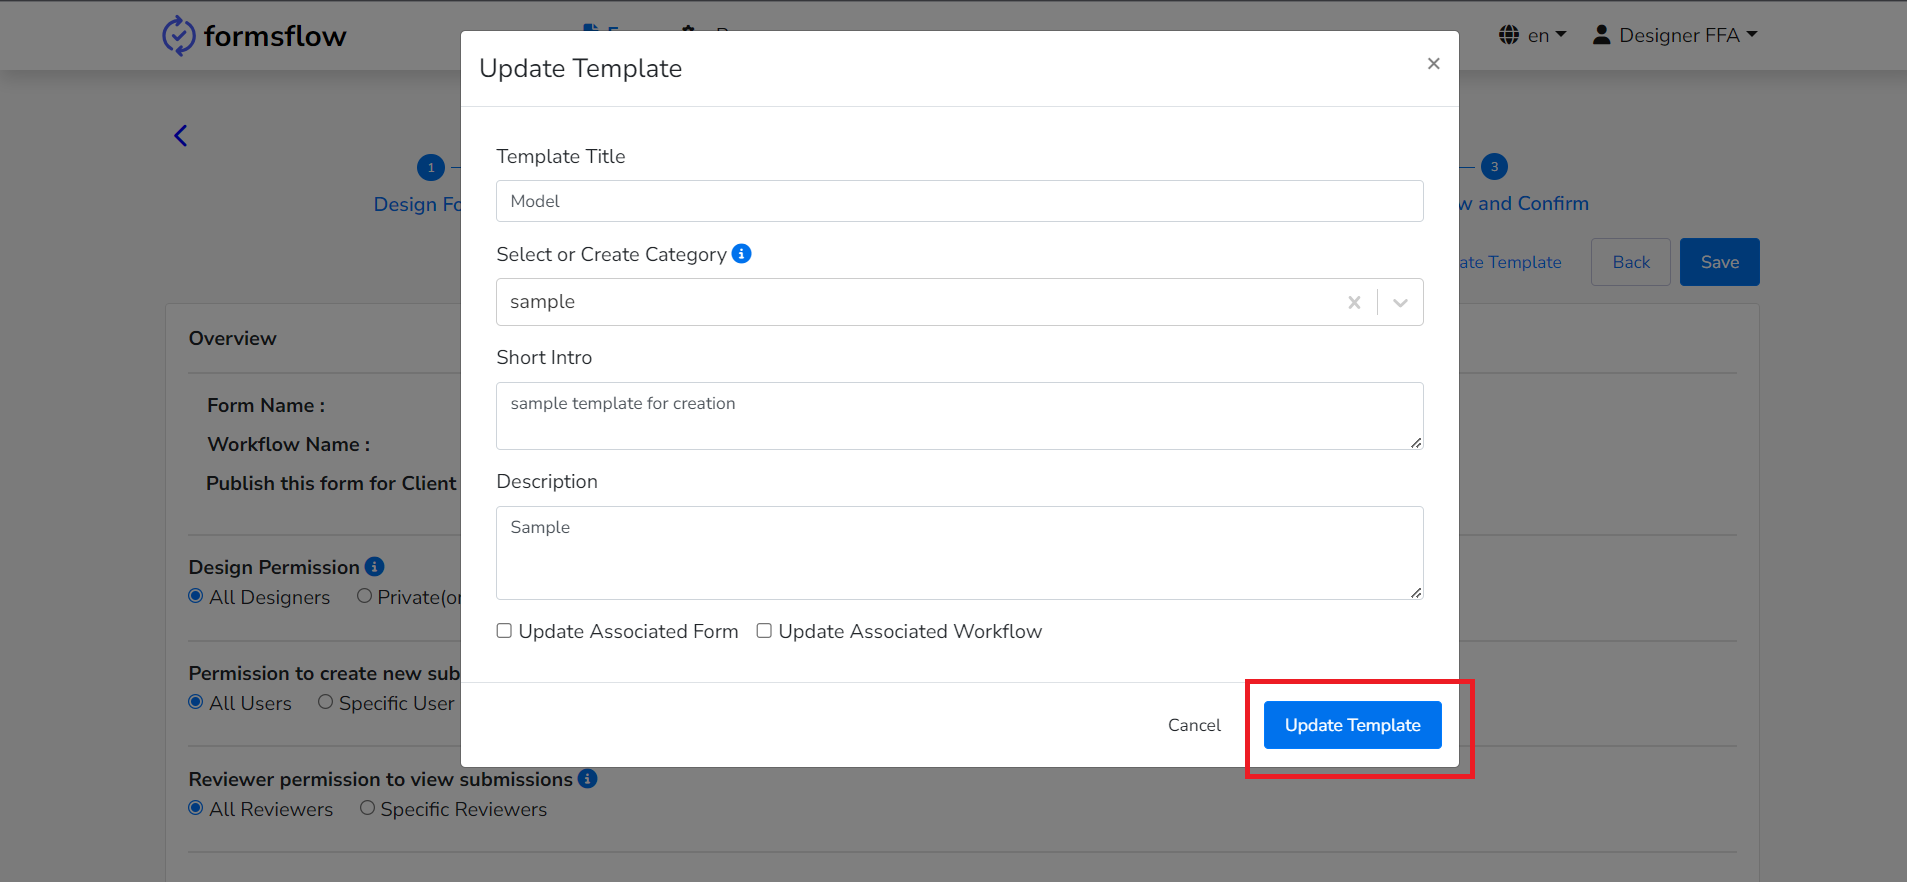 formsflow
en
Designer FFA
Update Template
×
Template Title
1
3
Model
Design
w and Confirm
Select or Create Category
ate Template
Back
Save
sample
Overview
Short Intro
Form Name :
sample template for creation
Workflow Name :
Publish this form for Client
Description
Sample
Design Permission
All Designers
Private(or
Update Associated Form
Update Associated Workflow
Permission to create new sub
All Users
Specific User
Cancel
Update Template
Reviewer permission to view submissions
All Reviewers
Specific Reviewers